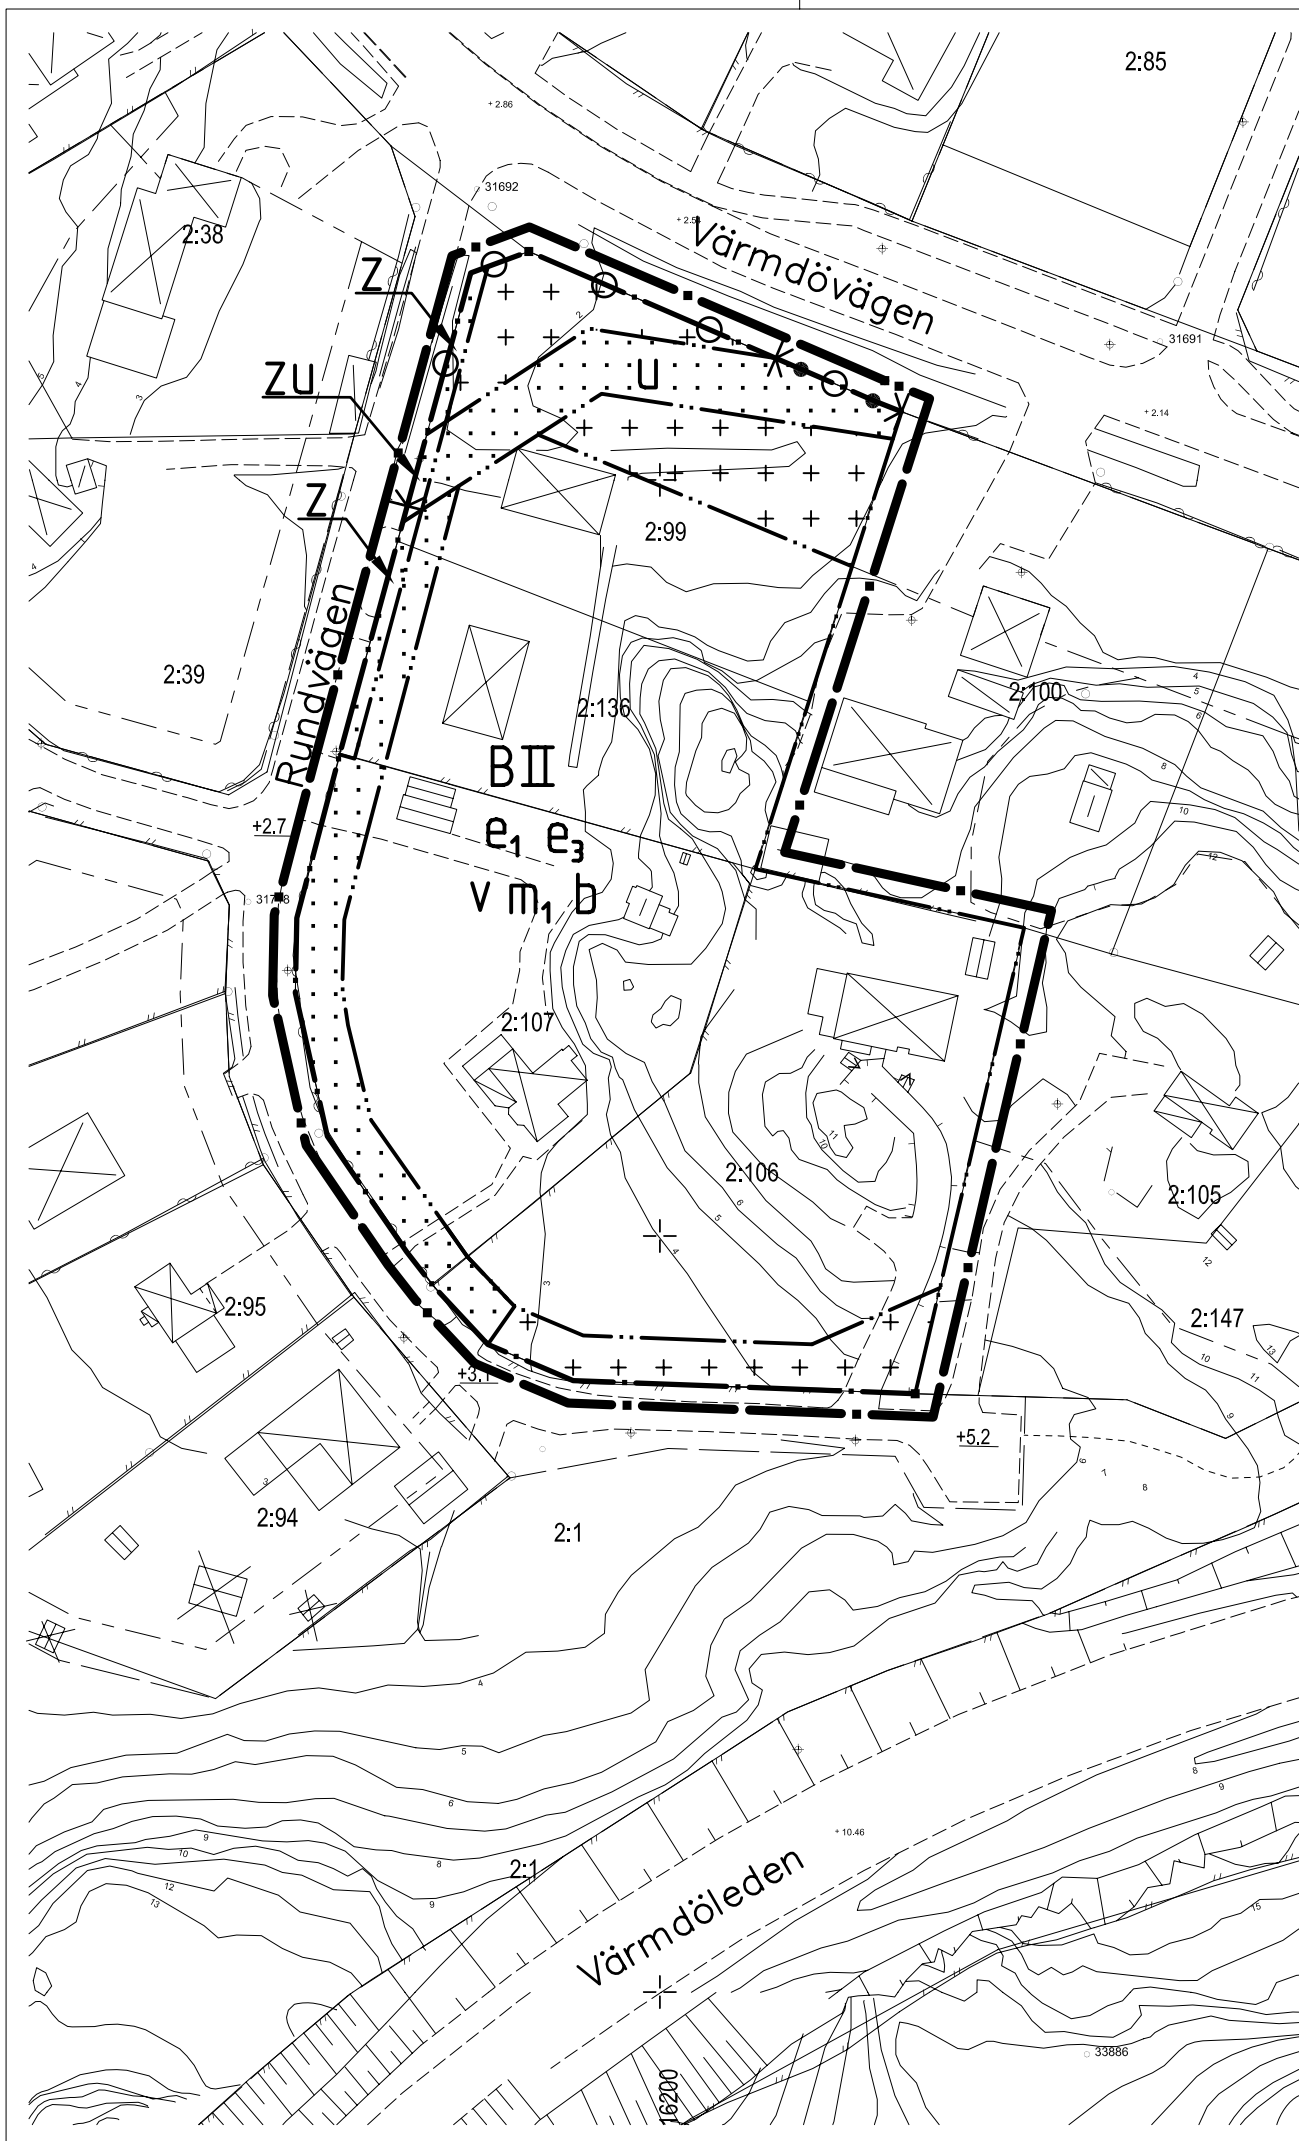 2:85
+ 2.86
31692
+ 2.5
2:38
Värmdövägen
Z
31691
ZU
u
+ 2.14
Z
2:99
Rundvägen
2:39
2:100
2:136
BII
+2.7
e₁ e₃
v m₁ b
2:107
2:106
2:105
2:95
2:147
+3.1
+5.2
2:94
2:1
+ 10.46
2:1
Värmdöleden
33886
16200